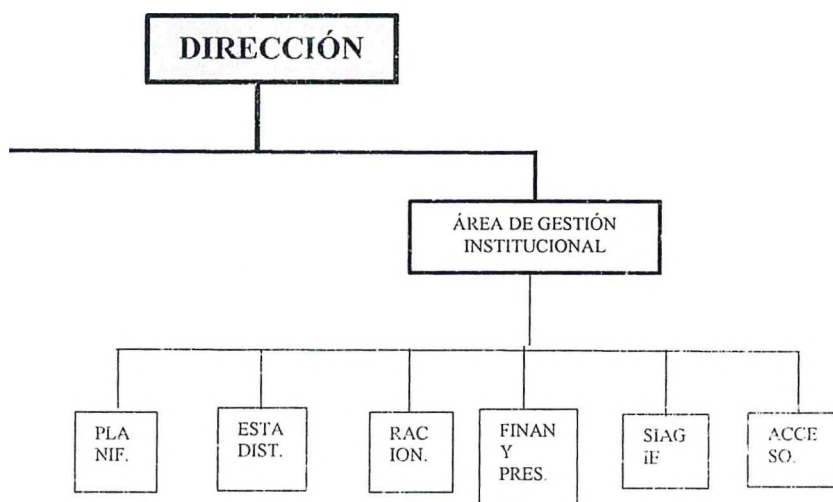 DIRECCIÓN
ÁREA DE GESTIÓN
INSTITUCIONAL
PLA
NIF.
ESTA
DIST.
RAC
ION.
FINAN
Y
PRES.
SIAG
IE
ACCE
SO.